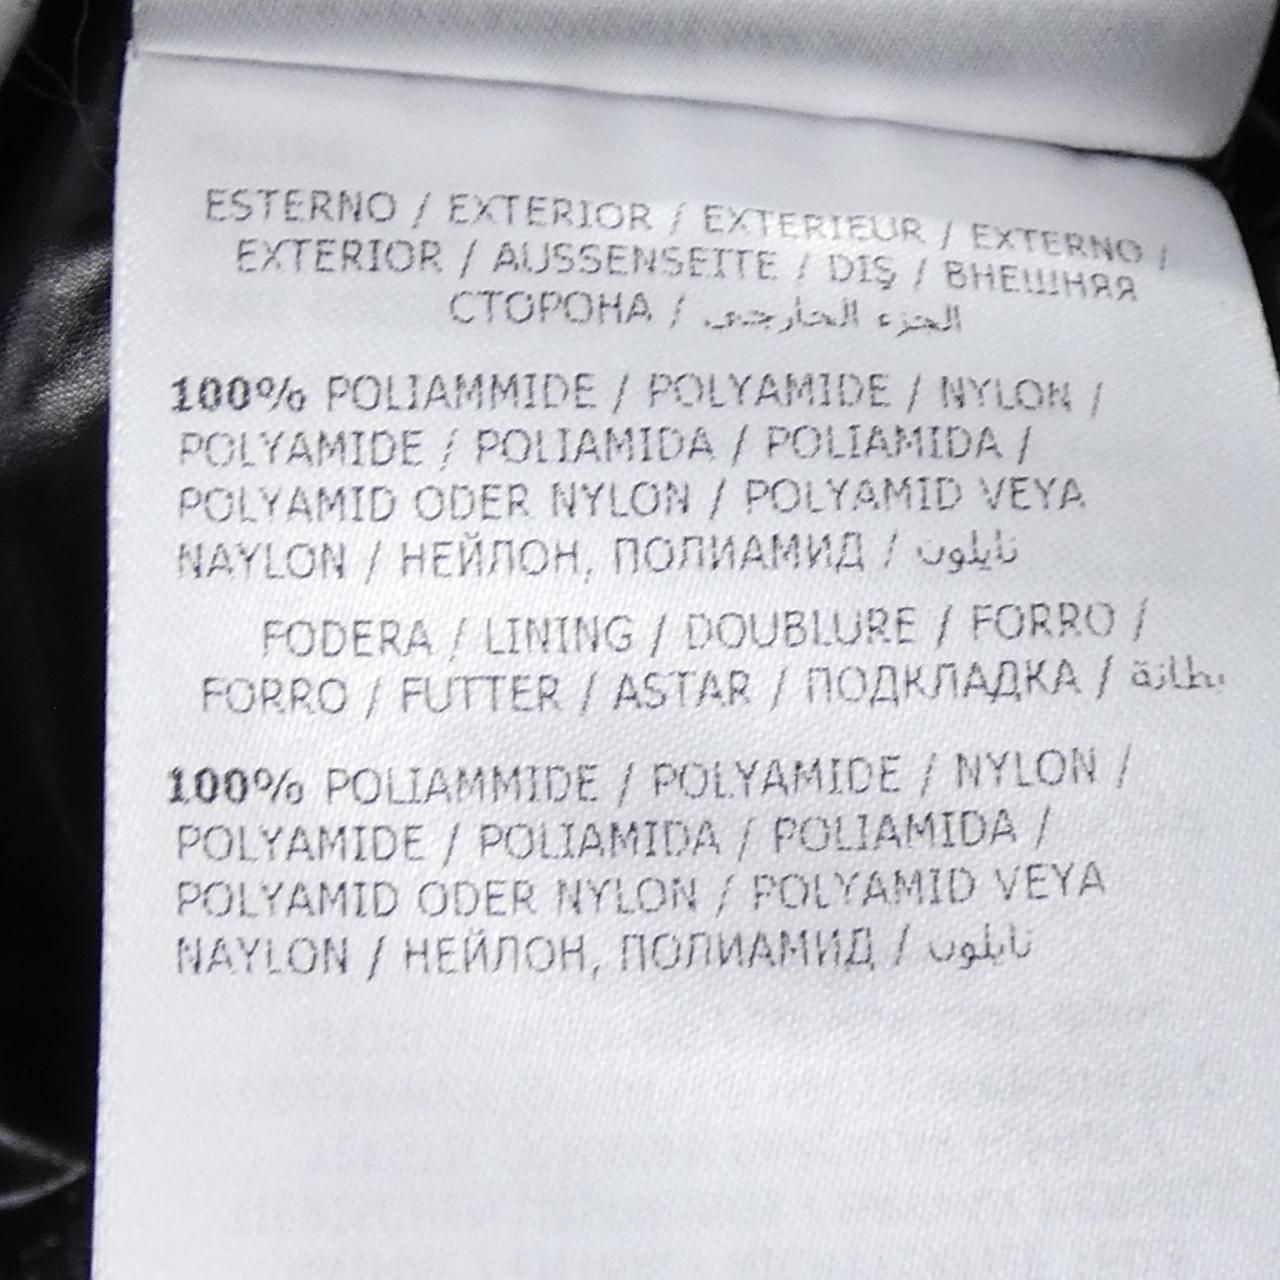 ESTERNO / EXTERIOR / EXTERIEUR / EXTERNO /
EXTERIOR / AUSSENSEITE / DIŞ / ВНЕШНЯЯ
СТОРОНА / الجزء الخارجي
100% POLIAMMIDE / POLYAMIDE / NYLON /
POLYAMIDE / POLIAMIDA / POLIAMIDA /
POLYAMID ODER NYLON / POLYAMID VEYA
NAYLON / НЕЙЛОН, ПОЛИАМИД / نايلون
FODERA / LINING / DOUBLURE / FORRO /
FORRO / FUTTER / ASTAR / ПОДКЛАДКА / بطانة
100% POLIAMMIDE / POLYAMIDE / NYLON /
POLYAMIDE / POLIAMIDA / POLIAMIDA /
POLYAMID ODER NYLON / POLYAMID VEYA
NAYLON / НЕЙЛОН, ПОЛИАМИД / نايلون